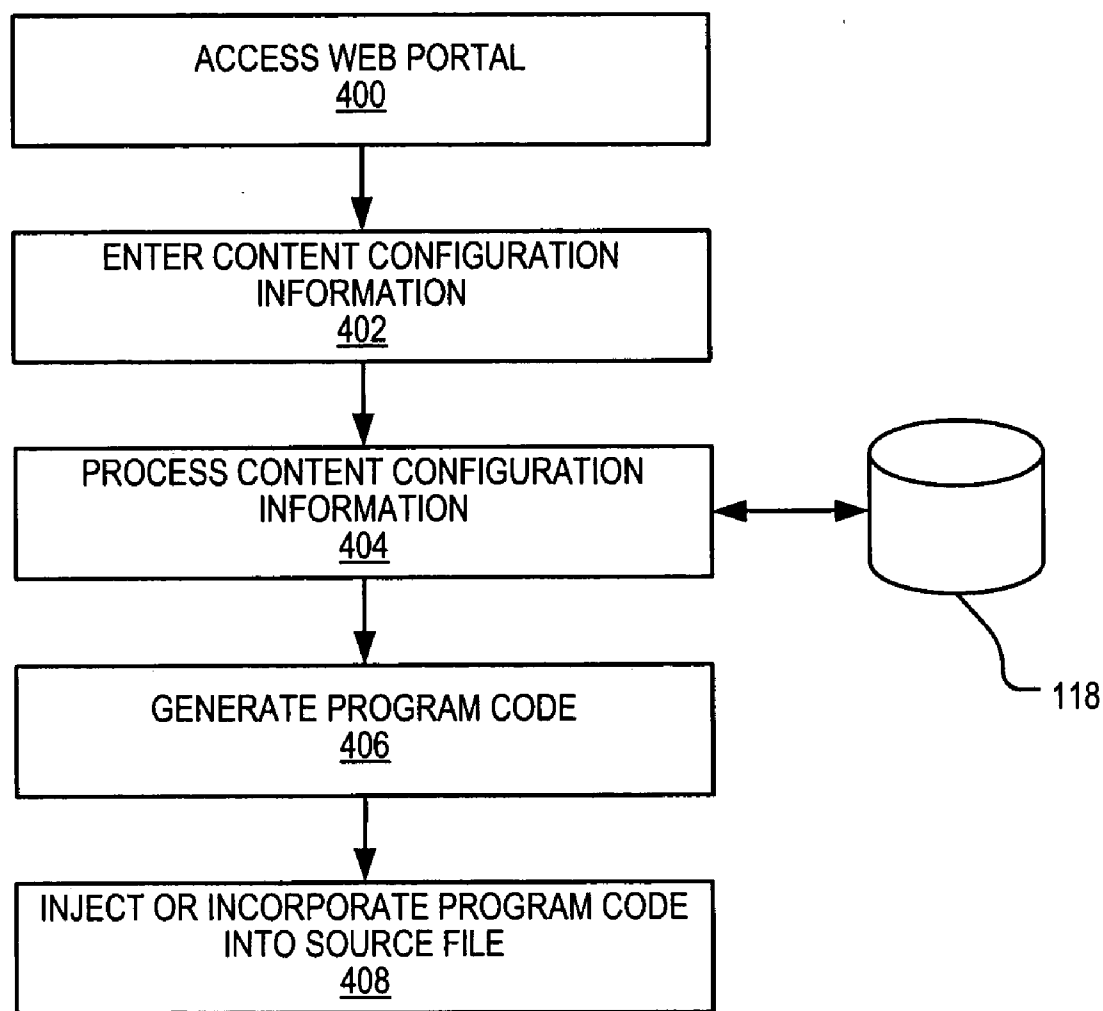 ACCESS WEB PORTAL
400
ENTER CONTENT CONFIGURATION
INFORMATION
402
PROCESS CONTENT CONFIGURATION
INFORMATION
404
118
GENERATE PROGRAM CODE
406
INJECT OR INCORPORATE PROGRAM CODE
INTO SOURCE FILE
408